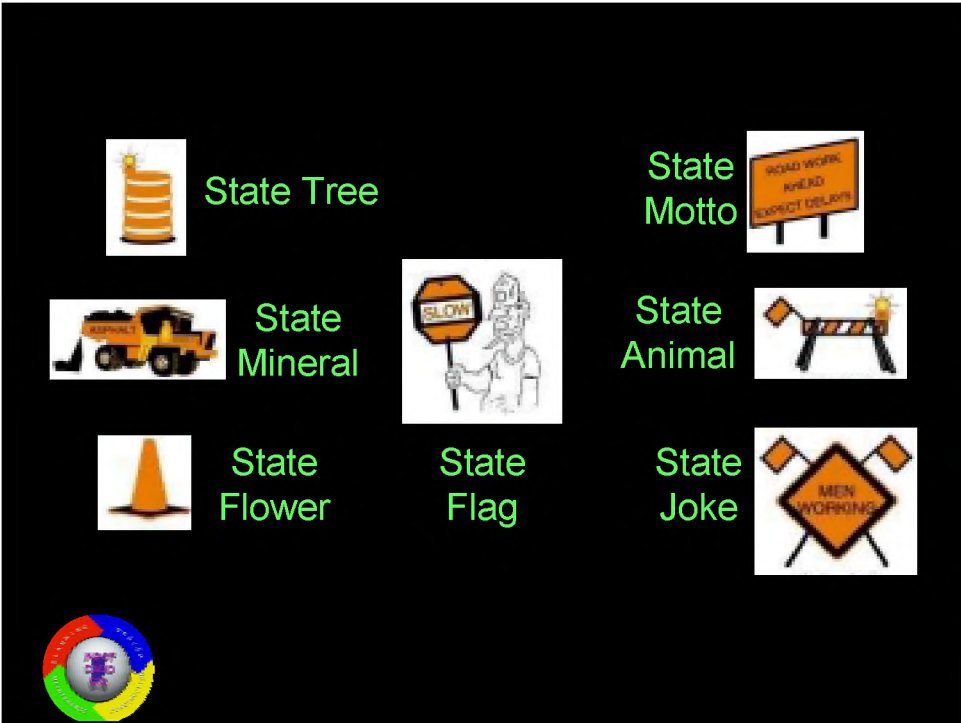 State Tree
State
Motto
ROAD WORK
AHEAD
EXPECT DELAYS
ASPHALT
State
Mineral
SLOW
State
Animal
State
Flower
State
Flag
State
Joke
MEN
WORKING